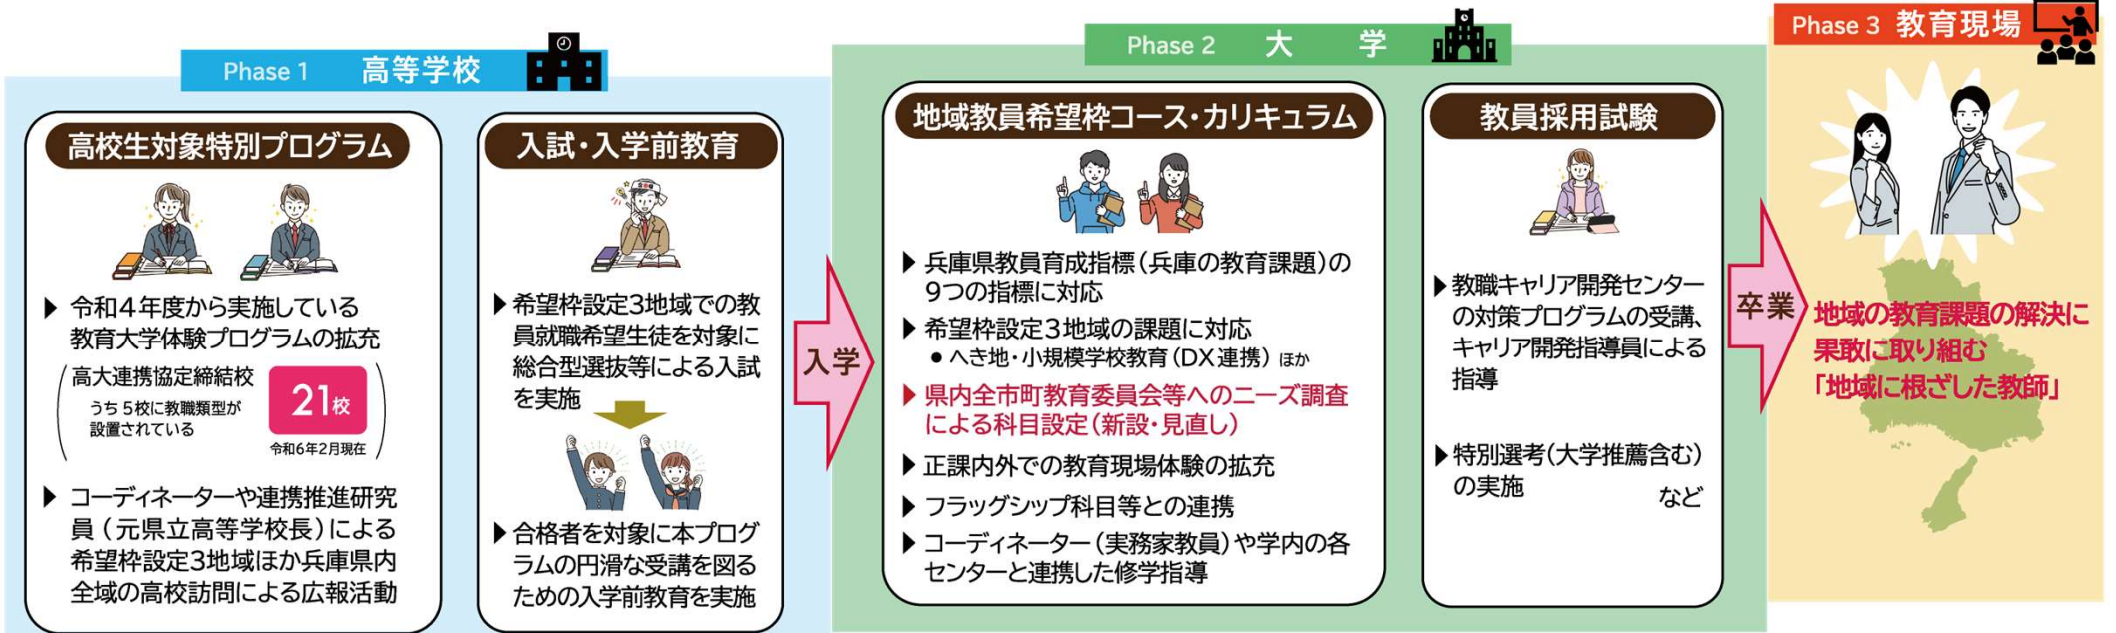 Phase 1 高等学校
高校生対象特別プログラム
▶ 令和4年度から実施している
教育大学体験プログラムの拡充
高大連携協定締結校
うち5校に教職類型が
設置されている
21校
令和6年2月現在
▶ コーディネーターや連携推進研究
員(元県立高等学校長)による
希望枠設定3地域ほか兵庫県内
全域の高校訪問による広報活動
入試・入学前教育
▶ 希望枠設定3地域での教
員就職希望生徒を対象に
総合型選抜等による入試
を実施
▶ 合格者を対象に本プログ
ラムの円滑な受講を図る
ための入学前教育を実施
入学
Phase 2 大学
地域教員希望枠コース・カリキュラム
▶ 兵庫県教員育成指標(兵庫の教育課題)の
9つの指標に対応
▶ 希望枠設定3地域の課題に対応
● へき地・小規模学校教育(DX連携)ほか
▶ 県内全市町教育委員会等へのニーズ調査
による科目設定(新設・見直し)
▶ 正課内外での教育現場体験の拡充
▶ フラッグシップ科目等との連携
▶ コーディネーター(実務家教員)や学内の各
センターと連携した修学指導
教員採用試験
▶ 教職キャリア開発センター
の対策プログラムの受講、
キャリア開発指導員による
指導
▶ 特別選考(大学推薦含む)
の実施
など
卒業
Phase 3 教育現場
地域の教育課題の解決に
果敢に取り組む
「地域に根ざした教師」